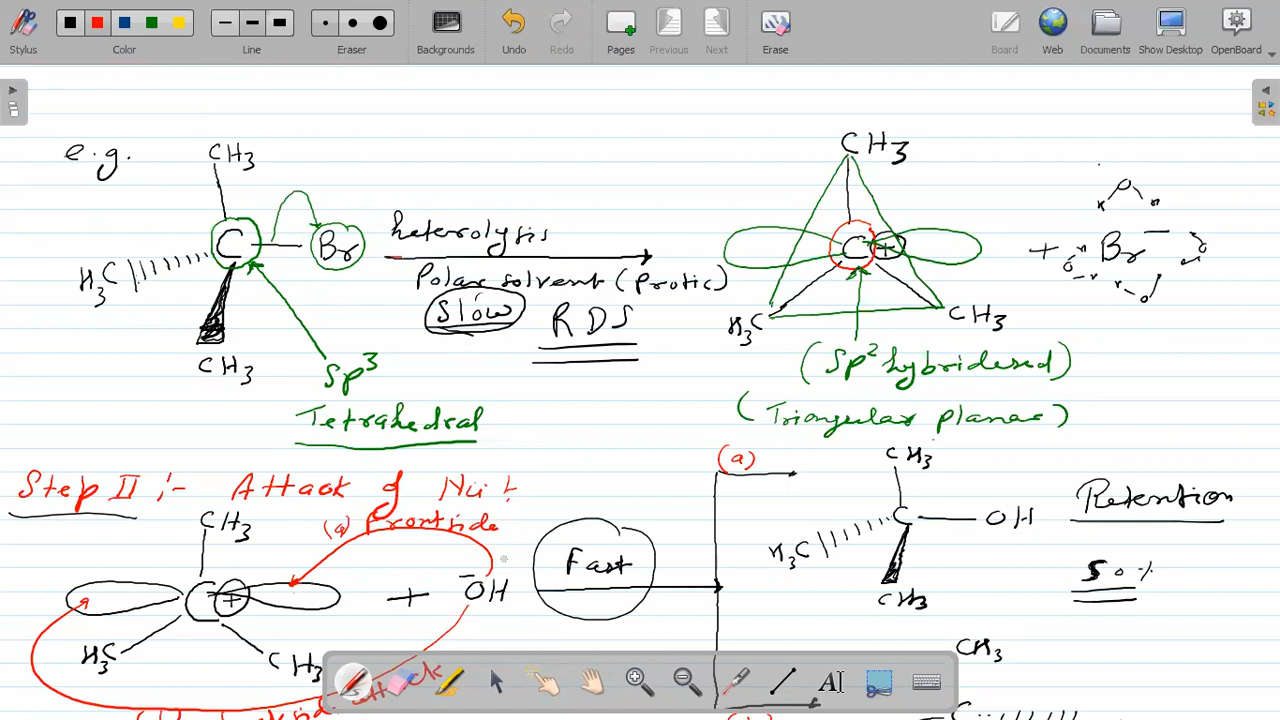 Stylus
Color
Line
Eraser
Backgrounds
Undo
Redo
Pages
Previous
Next
Erase
Board
Web
Documents
Show Desktop
OpenBoard
e.g.
CH3
C
Br
H3C
CH3
heterolysis
Polar solvent (Protic)
Slow
RDS
CH3
C +
H3C
CH3
+ Br−
Sp3
Tetrahedral
(Sp2 hybridesed)
(Triangular planar)
Step II :- Attack of Nu :
(a) Frontside
CH3
C +
H3C
CH3
+ −OH
Fast
(a)
CH3
C
OH
H3C
CH3
Retention
50%
CH3
C